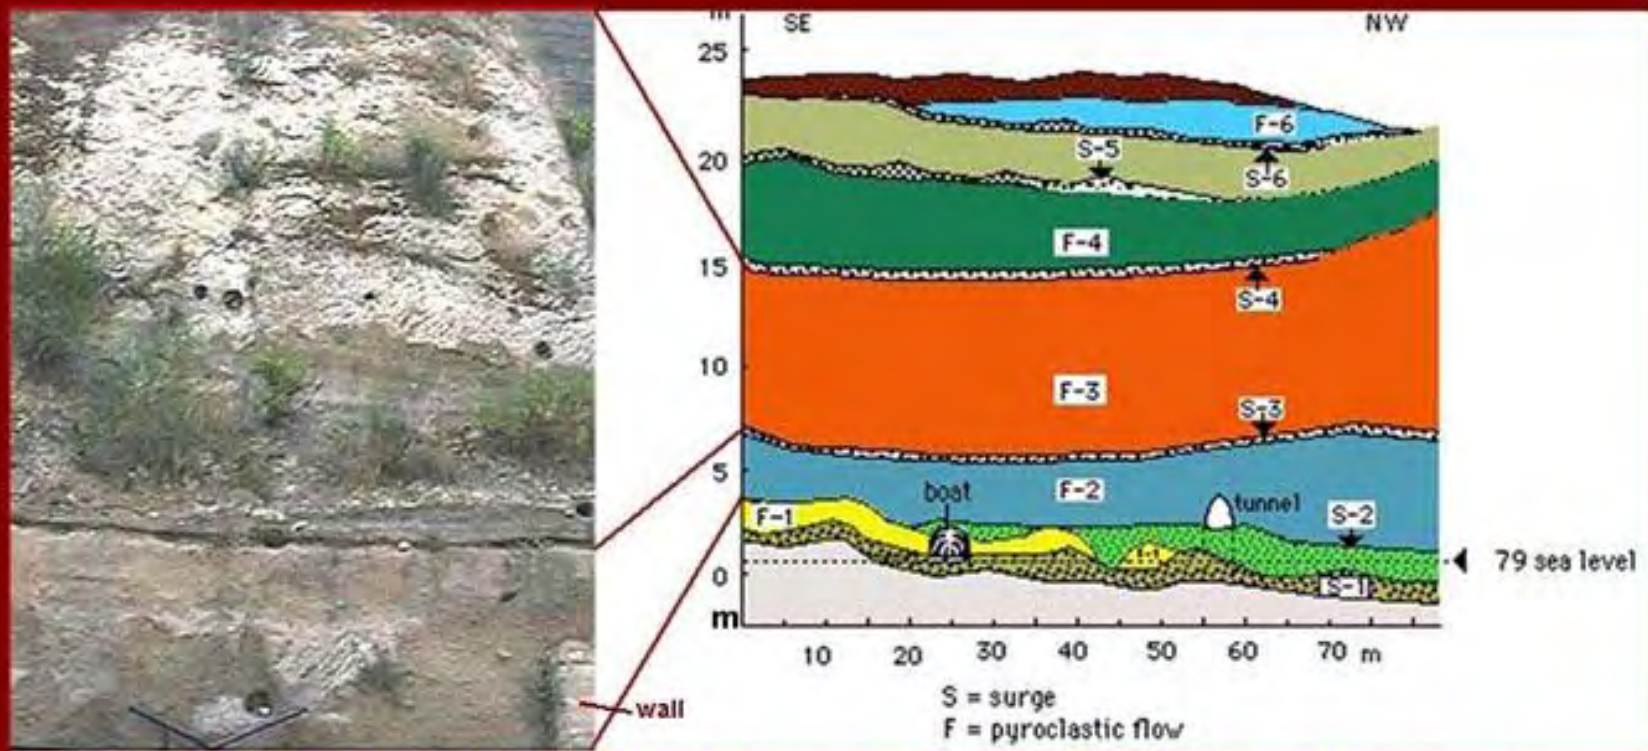 m
SE
NW
25
20
15
10
5
0
m
F-6
S-5
S-6
F-4
S-4
F-3
S-3
boat
F-2
tunnel
F-1
S-2
79 sea level
S-1
10 20 30 40 50 60 70 m
S = surge
F = pyroclastic flow
wall